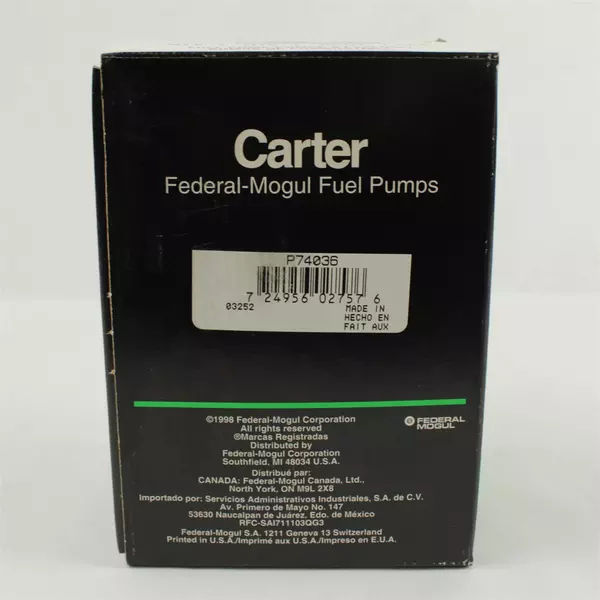 Carter
Federal-Mogul Fuel Pumps
P74036
7 24956 02757 6
03252
MADE IN
HECHO EN
FAIT AUX
©1998 Federal-Mogul Corporation
All rights reserved
®Marcas Registradas
Distributed by
Federal-Mogul Corporation
Southfield, MI 48034 U.S.A.
FEDERAL
MOGUL
Distribué par:
CANADA: Federal-Mogul Canada, Ltd.,
North York, ON M9L 2X8
Importado por: Servicios Administrativos Industriales, S.A. de C.V.
Av. Primero de Mayo No. 147
53630 Naucalpan de Juárez. Edo. de México
RFC-SAI711103QG3
Federal-Mogul S.A. 1211 Geneva 13 Switzerland
Printed in U.S.A./Imprimé aux U.S.A./Impreso en E.U.A.